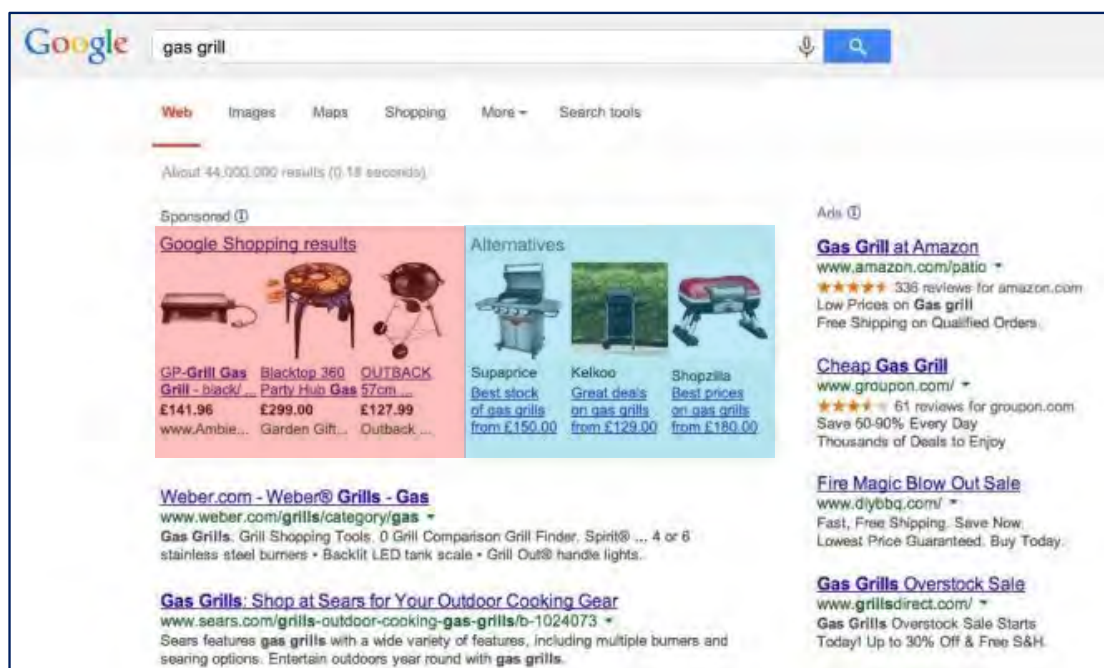 Google
gas grill
Web Images Maps Shopping More Search tools
About 44,000,000 results (0.18 seconds)
Sponsored
Google Shopping results
GP-Grill Gas
Grill - black/ ...
£141.96
www.Ambie...
Blacktop 360
Party Hub Gas
£299.00
Garden Gift...
OUTBACK
57cm ...
£127.99
Outback ...
Alternatives
Supaprice
Best stock
of gas grills
from £150.00
Kelkoo
Great deals
on gas grills
from £129.00
Shopzilla
Best prices
on gas grills
from £180.00
Weber.com - Weber® Grills - Gas
www.weber.com/grills/category/gas
Gas Grills. Grill Shopping Tools. 0 Grill Comparison Grill Finder. Spirit® ... 4 or 6
stainless steel burners • Backlit LED tank scale • Grill Out® handle lights.
Gas Grills: Shop at Sears for Your Outdoor Cooking Gear
www.sears.com/grills-outdoor-cooking-gas-grills/b-1024073
Sears features gas grills with a wide variety of features, including multiple burners and
searing options. Entertain outdoors year round with gas grills.
Ads
Gas Grill at Amazon
www.amazon.com/patio
336 reviews for amazon.com
Low Prices on Gas grill
Free Shipping on Qualified Orders.
Cheap Gas Grill
www.groupon.com/
61 reviews for groupon.com
Save 50-90% Every Day
Thousands of Deals to Enjoy
Fire Magic Blow Out Sale
www.diybbq.com/
Fast, Free Shipping. Save Now.
Lowest Price Guaranteed. Buy Today.
Gas Grills Overstock Sale
www.grillsdirect.com/
Gas Grills Overstock Sale Starts
Today! Up to 30% Off & Free S&H.